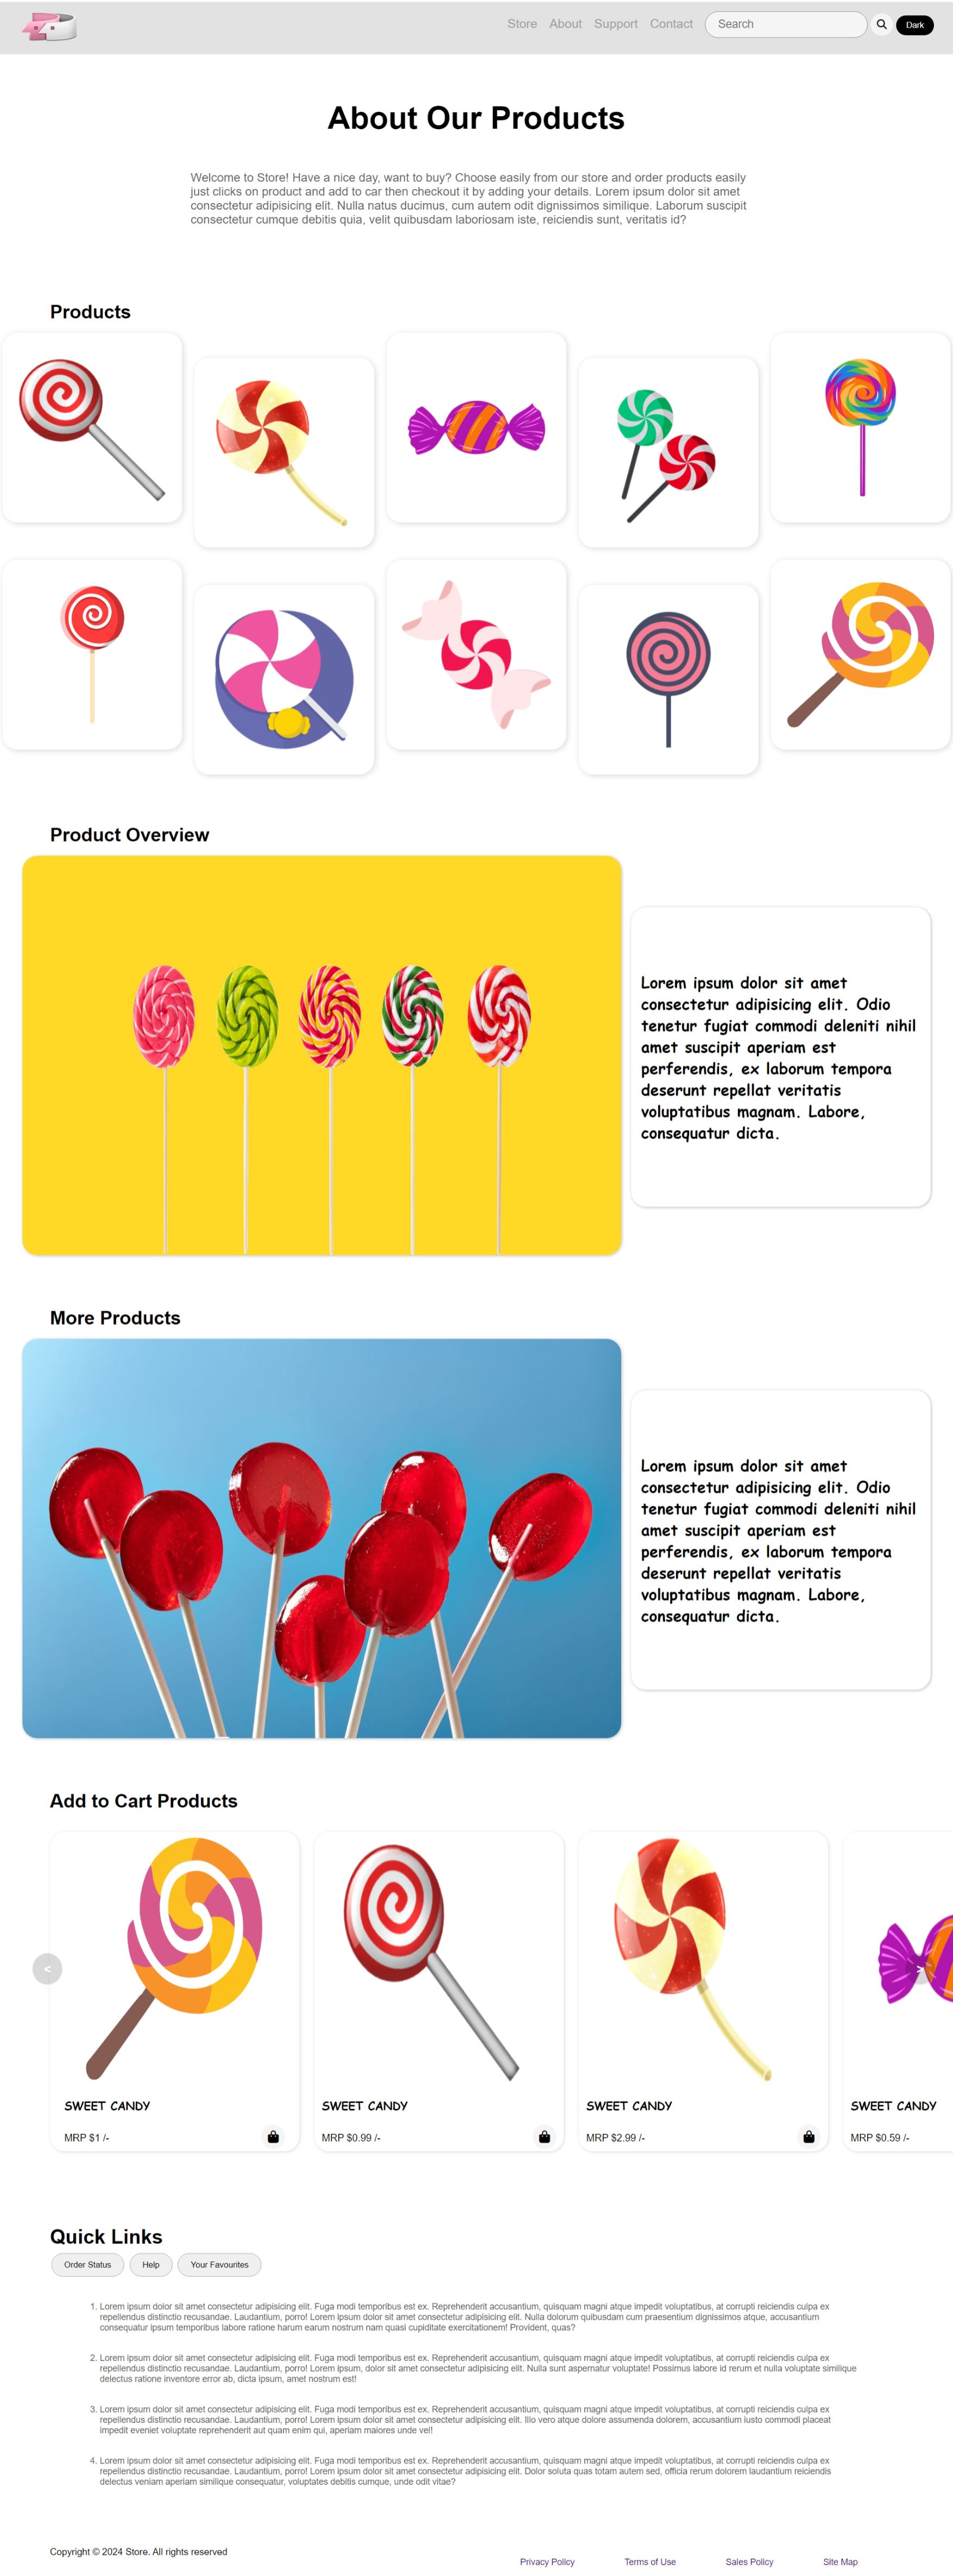 Store About Support Contact Search Dark
About Our Products
Welcome to Store! Have a nice day, want to buy? Choose easily from our store and order products easily
just clicks on product and add to car then checkout it by adding your details. Lorem ipsum dolor sit amet
consectetur adipisicing elit. Nulla natus ducimus, cum autem odit dignissimos similique. Laborum suscipit
consectetur cumque debitis quia, velit quibusdam laboriosam iste, reiciendis sunt, veritatis id?
Products
Product Overview
Lorem ipsum dolor sit amet
consectetur adipisicing elit. Odio
tenetur fugiat commodi deleniti nihil
amet suscipit aperiam est
perferendis, ex laborum tempora
deserunt repellat veritatis
voluptatibus magnam. Labore,
consequatur dicta.
More Products
Lorem ipsum dolor sit amet
consectetur adipisicing elit. Odio
tenetur fugiat commodi deleniti nihil
amet suscipit aperiam est
perferendis, ex laborum tempora
deserunt repellat veritatis
voluptatibus magnam. Labore,
consequatur dicta.
Add to Cart Products
< >
SWEET CANDY SWEET CANDY SWEET CANDY SWEET CANDY
MRP $1 /- MRP $0.99 /- MRP $2.99 /- MRP $0.59 /-
Quick Links
Order Status Help Your Favourites
1. Lorem ipsum dolor sit amet consectetur adipisicing elit. Fuga modi temporibus est ex. Reprehenderit accusantium, quisquam magni atque impedit voluptatibus, at corrupti reiciendis culpa ex
repellendus distinctio recusandae. Laudantium, porro! Lorem ipsum dolor sit amet consectetur adipisicing elit. Nulla dolorum quibusdam cum praesentium dignissimos atque, accusantium
consequatur ipsum temporibus labore ratione harum earum nostrum nam quasi cupiditate exercitationem! Provident, quas?
2. Lorem ipsum dolor sit amet consectetur adipisicing elit. Fuga modi temporibus est ex. Reprehenderit accusantium, quisquam magni atque impedit voluptatibus, at corrupti reiciendis culpa ex
repellendus distinctio recusandae. Laudantium, porro! Lorem ipsum, dolor sit amet consectetur adipisicing elit. Nulla sunt aspernatur voluptate! Possimus labore id rerum et nulla voluptate similique
delectus ratione inventore error ab, dicta ipsum, amet nostrum est!
3. Lorem ipsum dolor sit amet consectetur adipisicing elit. Fuga modi temporibus est ex. Reprehenderit accusantium, quisquam magni atque impedit voluptatibus, at corrupti reiciendis culpa ex
repellendus distinctio recusandae. Laudantium, porro! Lorem ipsum dolor sit amet consectetur adipisicing elit. Illo vero atque dolore assumenda dolorem, accusantium iusto commodi placeat
impedit eveniet voluptate reprehenderit aut quam enim qui, aperiam maiores unde vel!
4. Lorem ipsum dolor sit amet consectetur adipisicing elit. Fuga modi temporibus est ex. Reprehenderit accusantium, quisquam magni atque impedit voluptatibus, at corrupti reiciendis culpa ex
repellendus distinctio recusandae. Laudantium, porro! Lorem ipsum dolor sit amet consectetur adipisicing elit. Dolor soluta quas totam autem sed, officia rerum dolorem laudantium reiciendis
delectus veniam aperiam similique consequatur, voluptates debitis cumque, unde odit vitae?
Copyright © 2024 Store. All rights reserved
Privacy Policy Terms of Use Sales Policy Site Map